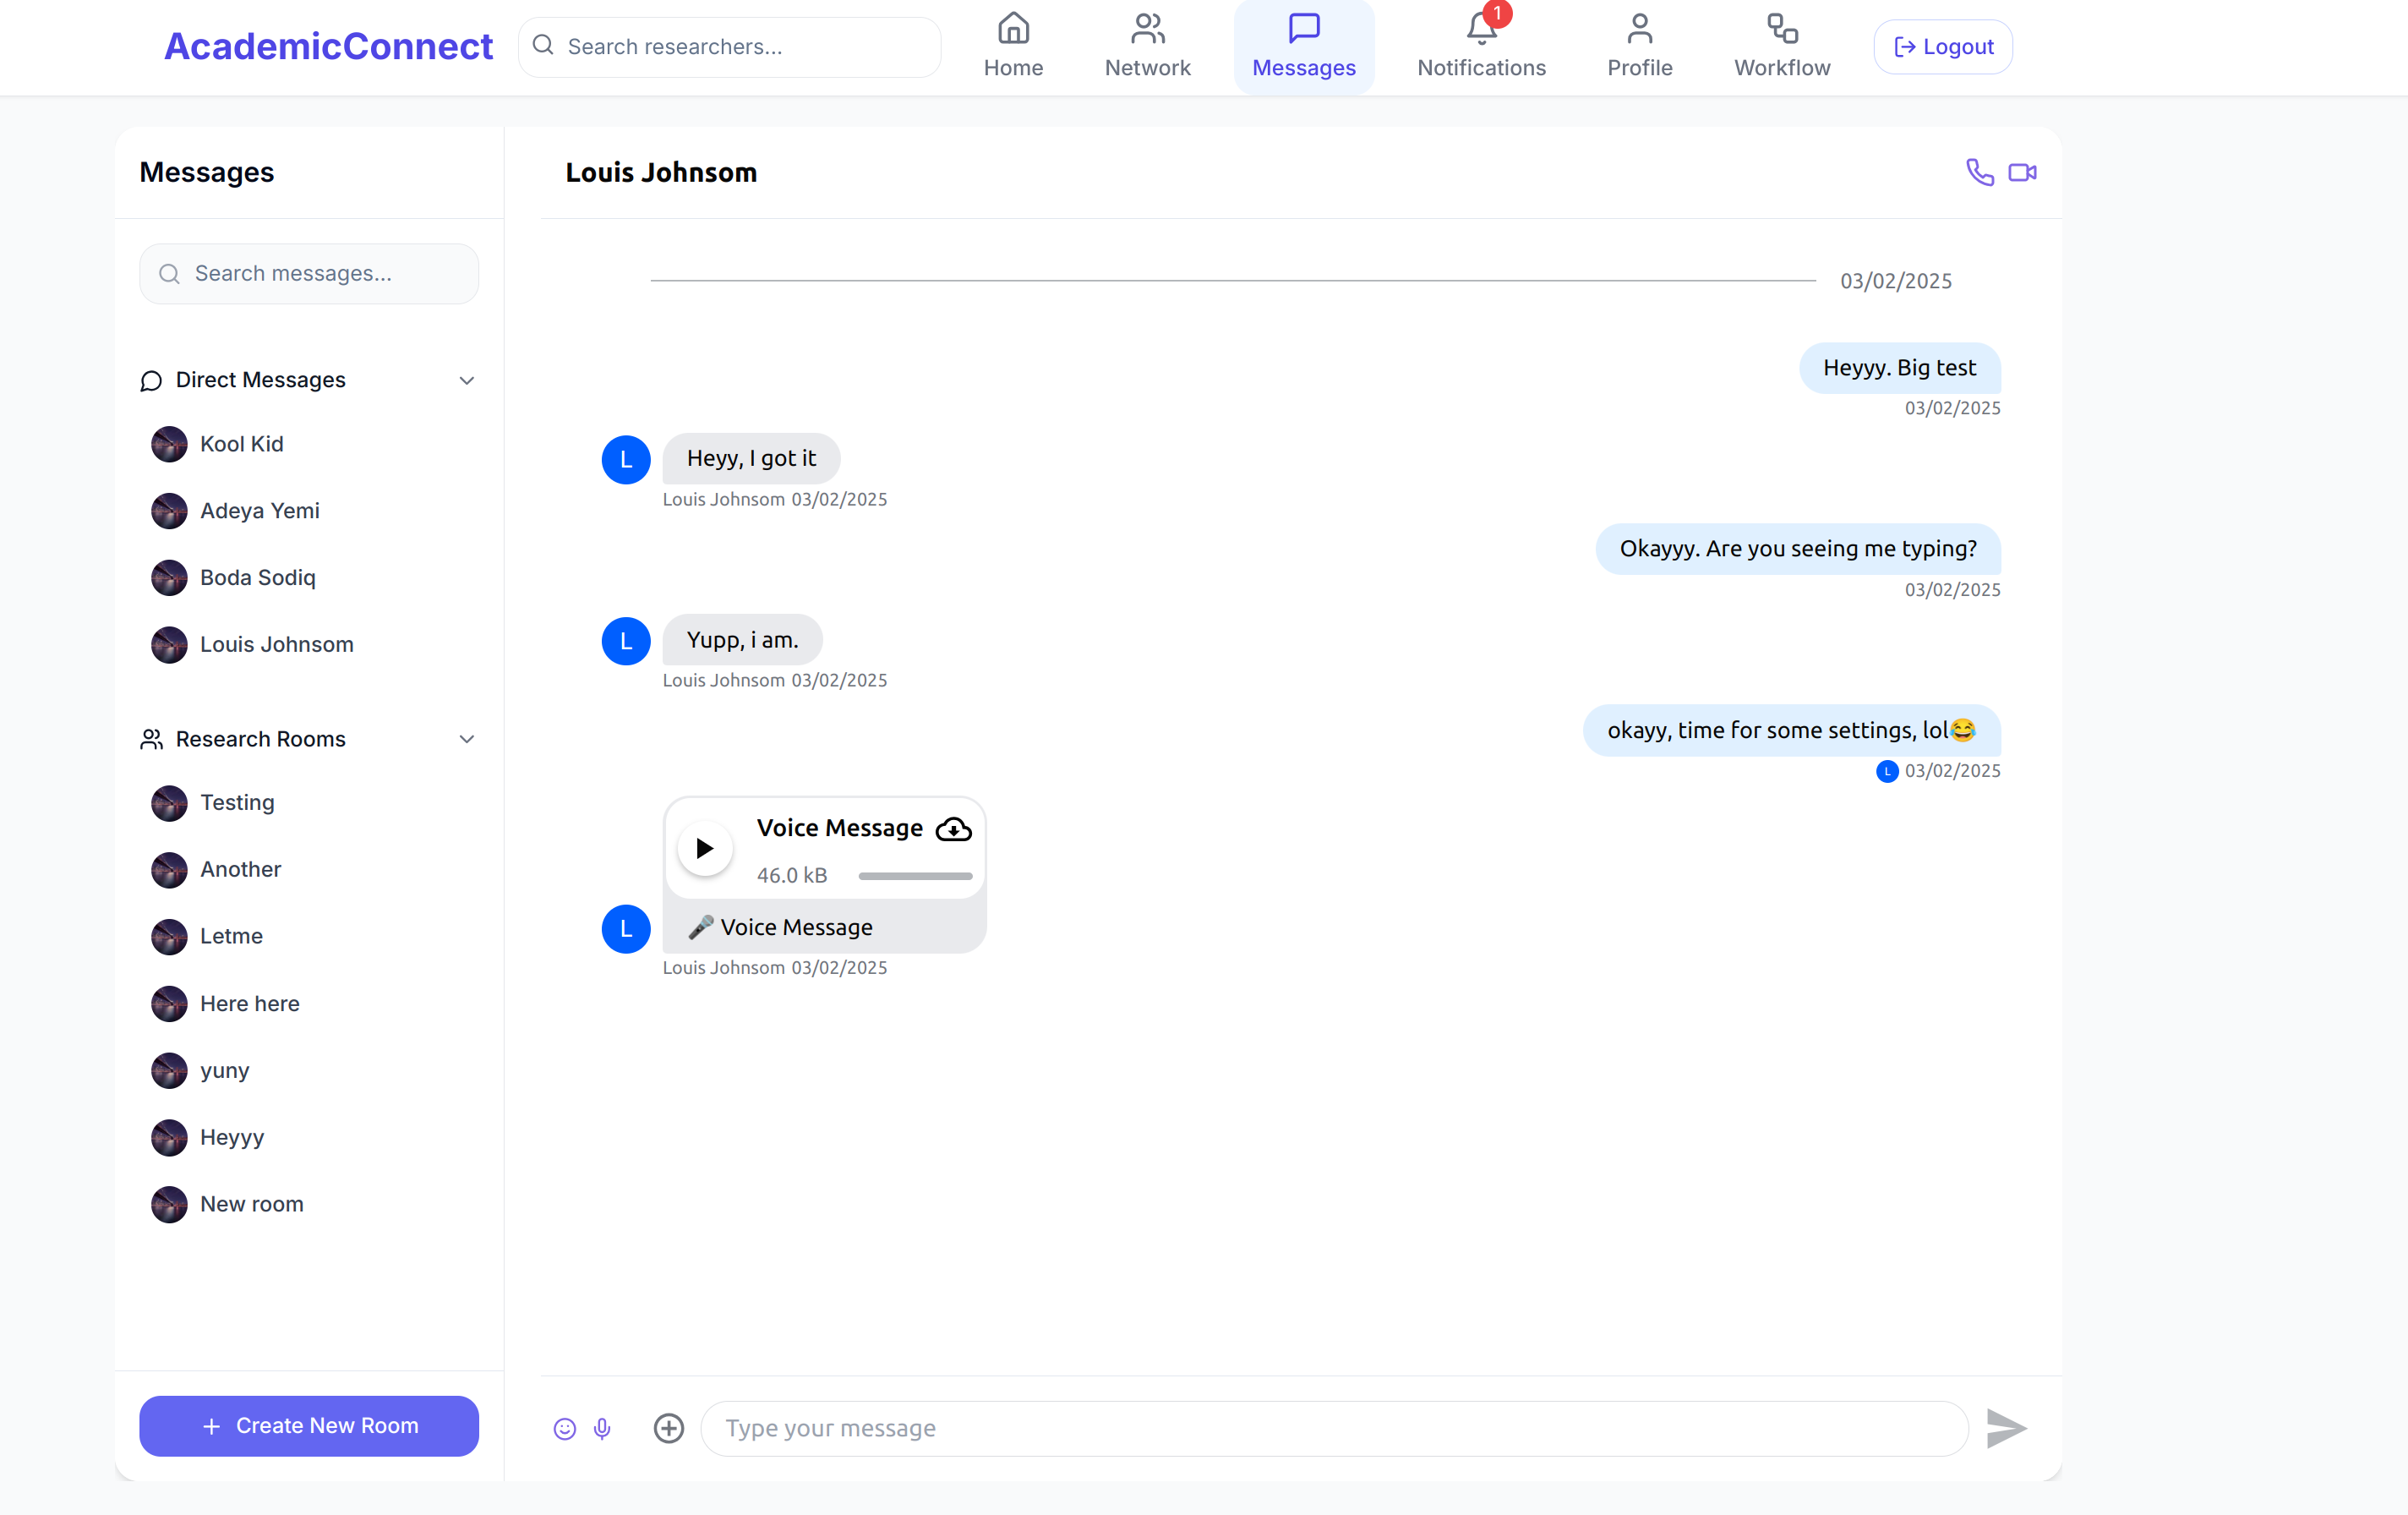 AcademicConnect
Search researchers...
Home
Network
Messages
1
Notifications
Profile
Workflow
Logout
Messages
Search messages...
Direct Messages
Kool Kid
Adeya Yemi
Boda Sodiq
Louis Johnsom
Research Rooms
Testing
Another
Letme
Here here
yuny
Heyyy
New room
Create New Room
Louis Johnsom
03/02/2025
Heyyy. Big test
03/02/2025
L
Heyy, I got it
Louis Johnsom 03/02/2025
Okayyy. Are you seeing me typing?
03/02/2025
L
Yupp, i am.
Louis Johnsom 03/02/2025
okayy, time for some settings, lol😂
L 03/02/2025
Voice Message
46.0 kB
L
🎤 Voice Message
Louis Johnsom 03/02/2025
Type your message